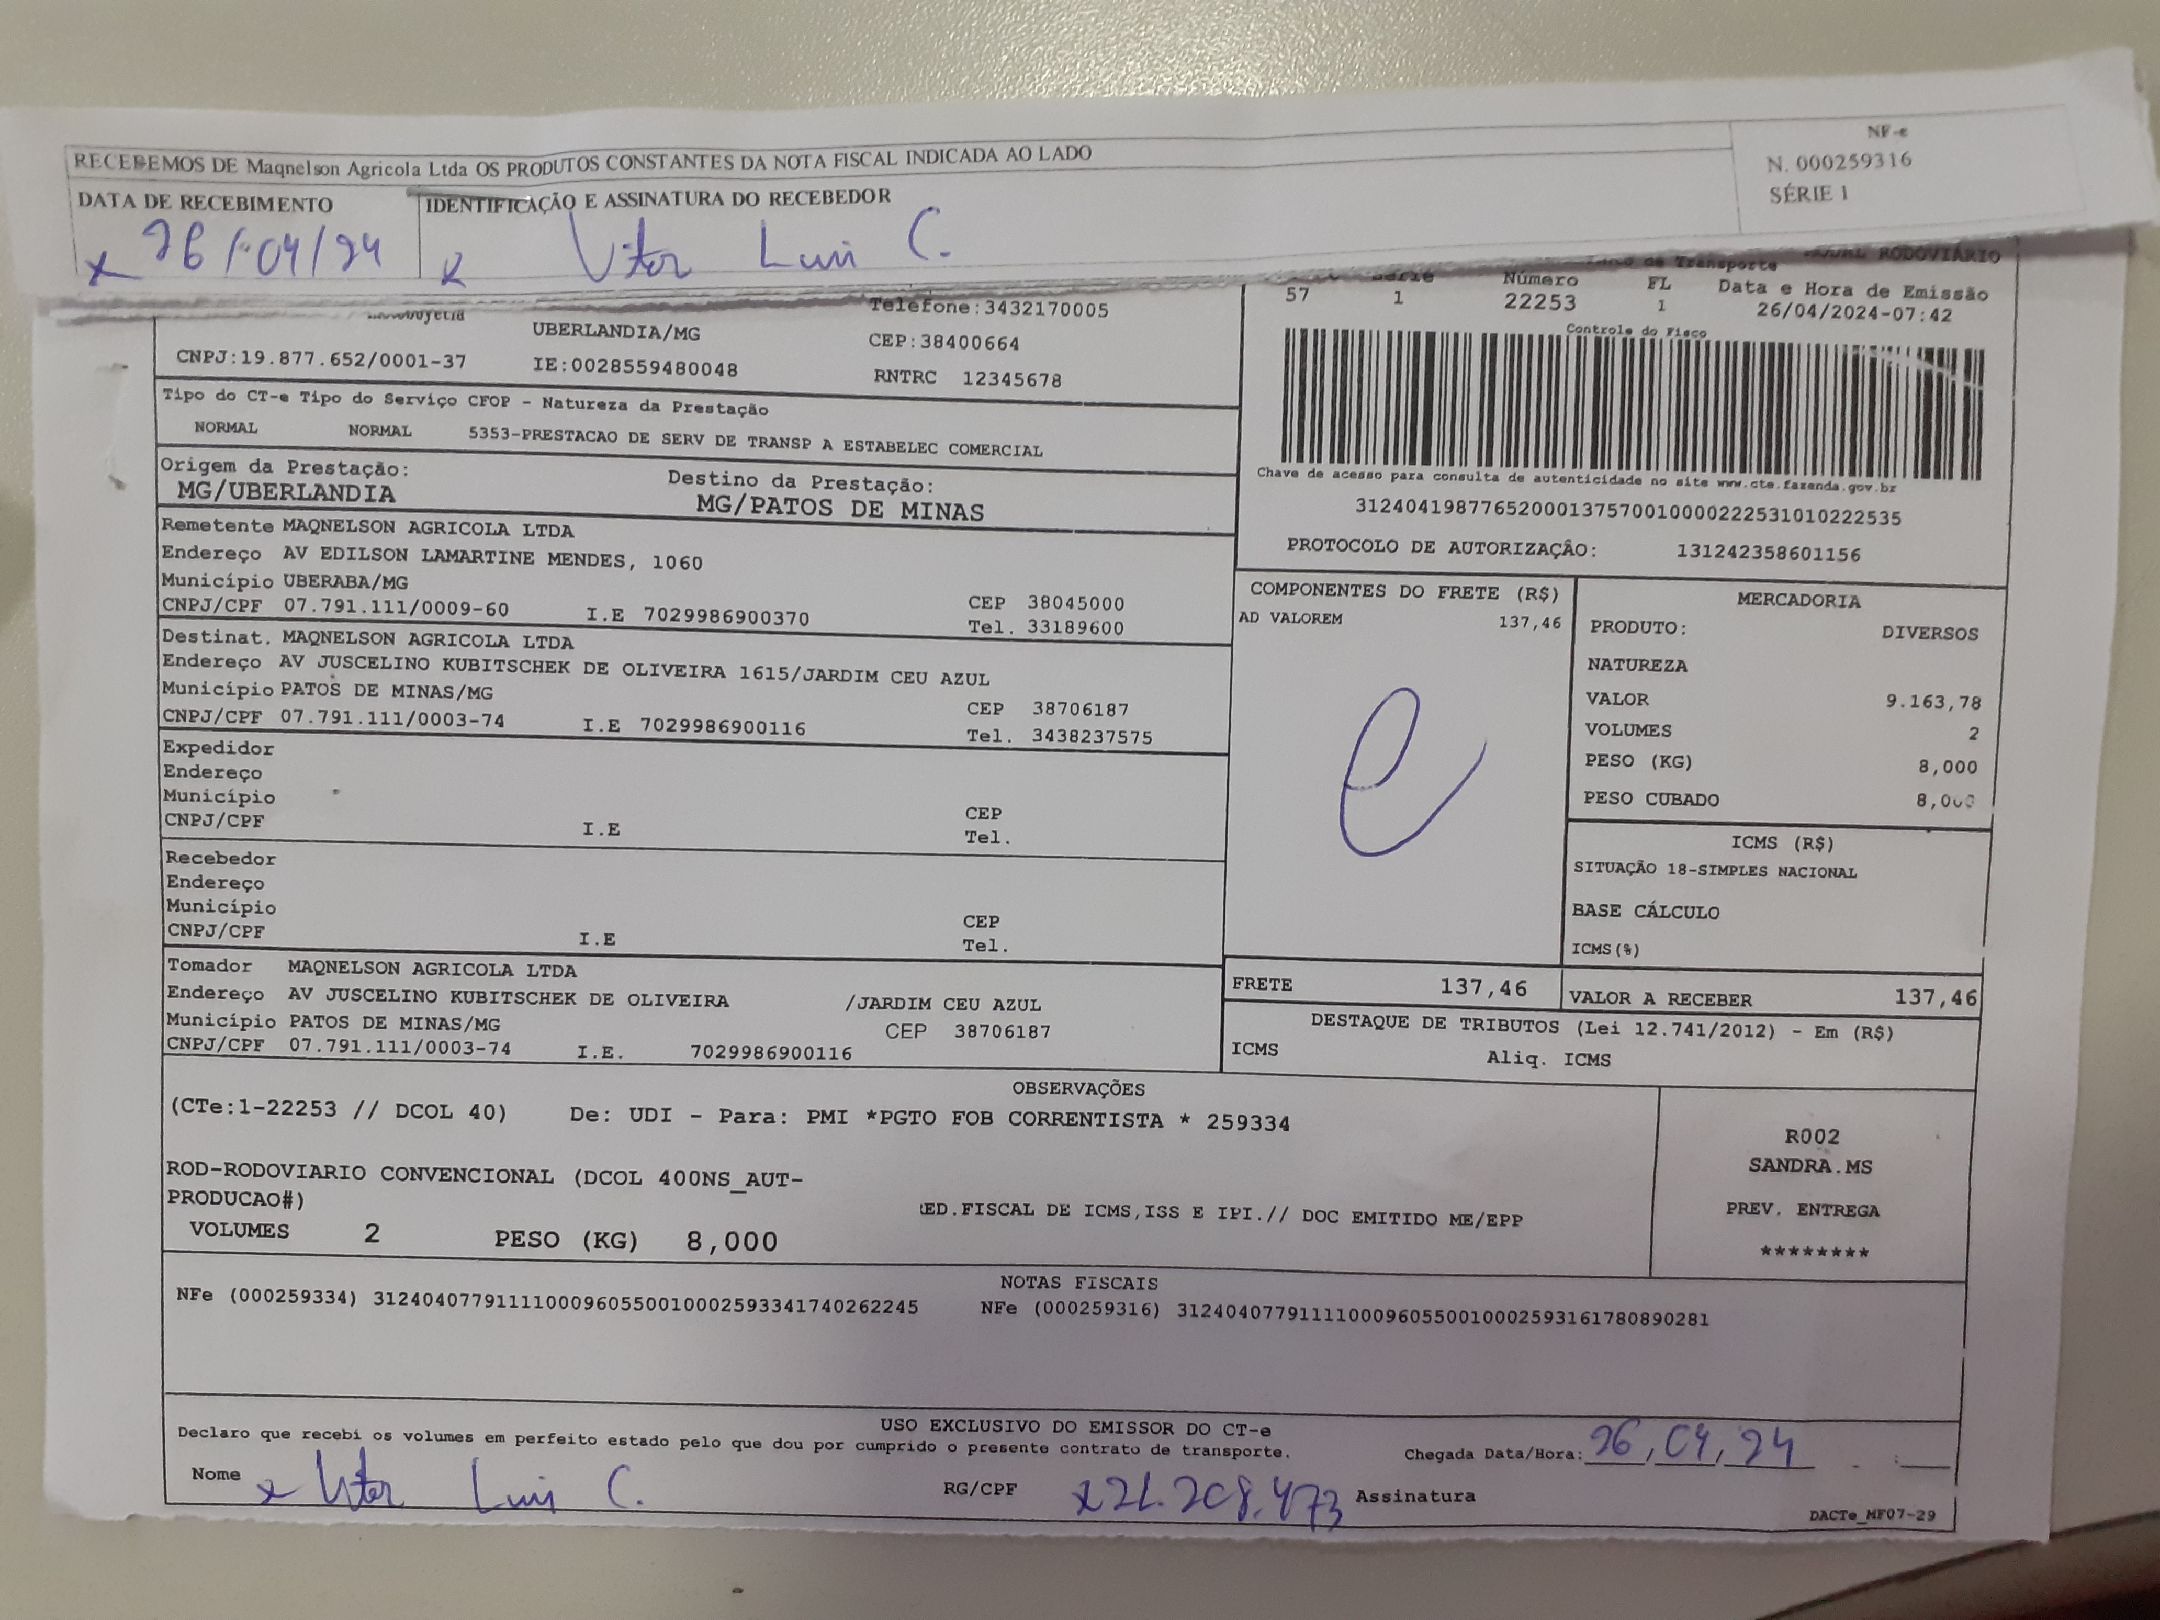 RECEBEMOS DE Maqnelson Agricola Ltda OS PRODUTOS CONSTANTES DA NOTA FISCAL INDICADA AO LADO
NF-e
N. 000259316
SÉRIE 1
DATA DE RECEBIMENTO
IDENTIFICAÇÃO E ASSINATURA DO RECEBEDOR
x 26/04/24
x Vitor Luis C.
RODOVIÁRIO
de Transporte
Série Número FL Data e Hora de Emissão
57 1 22253 1 26/04/2024-07:42
Telefone:3432170005
UBERLANDIA/MG CEP:38400664
CNPJ:19.877.652/0001-37 IE:0028559480048 RNTRC 12345678
Controle do Fisco
Tipo do CT-e Tipo do Serviço CFOP - Natureza da Prestação
NORMAL NORMAL 5353-PRESTACAO DE SERV DE TRANSP A ESTABELEC COMERCIAL
Origem da Prestação: Destino da Prestação:
MG/UBERLANDIA MG/PATOS DE MINAS
Chave de acesso para consulta de autenticidade no site www.cte.fazenda.gov.br
31240419877652000137570010000222531010222535
PROTOCOLO DE AUTORIZAÇÂO: 131242358601156
Remetente MAQNELSON AGRICOLA LTDA
Endereço AV EDILSON LAMARTINE MENDES, 1060
Município UBERABA/MG CEP 38045000
CNPJ/CPF 07.791.111/0009-60 I.E 7029986900370 Tel. 33189600
Destinat. MAQNELSON AGRICOLA LTDA
Endereço AV JUSCELINO KUBITSCHEK DE OLIVEIRA 1615/JARDIM CEU AZUL
Município PATOS DE MINAS/MG CEP 38706187
CNPJ/CPF 07.791.111/0003-74 I.E 7029986900116 Tel. 3438237575
Expedidor
Endereço
Município CEP
CNPJ/CPF I.E Tel.
Recebedor
Endereço
Município CEP
CNPJ/CPF I.E Tel.
Tomador MAQNELSON AGRICOLA LTDA
Endereço AV JUSCELINO KUBITSCHEK DE OLIVEIRA /JARDIM CEU AZUL
Município PATOS DE MINAS/MG CEP 38706187
CNPJ/CPF 07.791.111/0003-74 I.E. 7029986900116
COMPONENTES DO FRETE (R$)
AD VALOREM 137,46
MERCADORIA
PRODUTO: DIVERSOS
NATUREZA
VALOR 9.163,78
VOLUMES 2
PESO (KG) 8,000
PESO CUBADO 8,000
ICMS (R$)
SITUAÇÃO 18-SIMPLES NACIONAL
BASE CÁLCULO
ICMS(%)
FRETE 137,46 VALOR A RECEBER 137,46
DESTAQUE DE TRIBUTOS (Lei 12.741/2012) - Em (R$)
ICMS Aliq. ICMS
OBSERVAÇÕES
(CTe:1-22253 // DCOL 40) De: UDI - Para: PMI *PGTO FOB CORRENTISTA * 259334
ROD-RODOVIARIO CONVENCIONAL (DCOL 400NS_AUT-
PRODUCAO#) ED.FISCAL DE ICMS,ISS E IPI.// DOC EMITIDO ME/EPP
VOLUMES 2 PESO (KG) 8,000
R002
SANDRA.MS
PREV. ENTREGA
********
NOTAS FISCAIS
NFe (000259334) 31240407791111000960550010002593341740262245 NFe (000259316) 31240407791111000960550010002593161780890281
USO EXCLUSIVO DO EMISSOR DO CT-e
Declaro que recebi os volumes em perfeito estado pelo que dou por cumprido o presente contrato de transporte. Chegada Data/Hora: 26,04,24
Nome x Vitor Luis C. RG/CPF x 21.208.473 Assinatura
DACTe_MF07-29